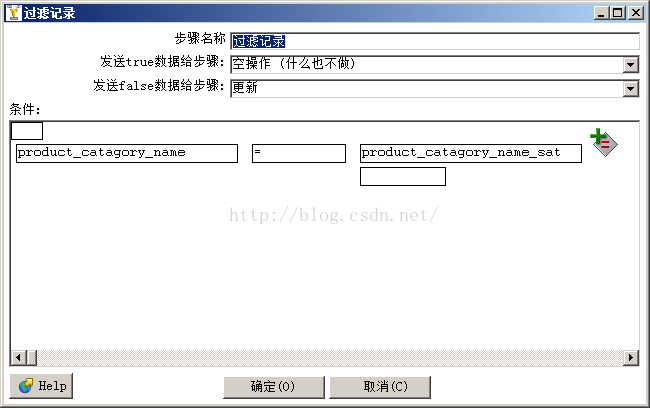 过滤记录
步骤名称 过滤记录
发送true数据给步骤: 空操作 (什么也不做)
发送false数据给步骤: 更新
条件:
product_catagory_name = product_catagory_name_sat
http://blog.csdn.net/
Help 确定(O) 取消(C)